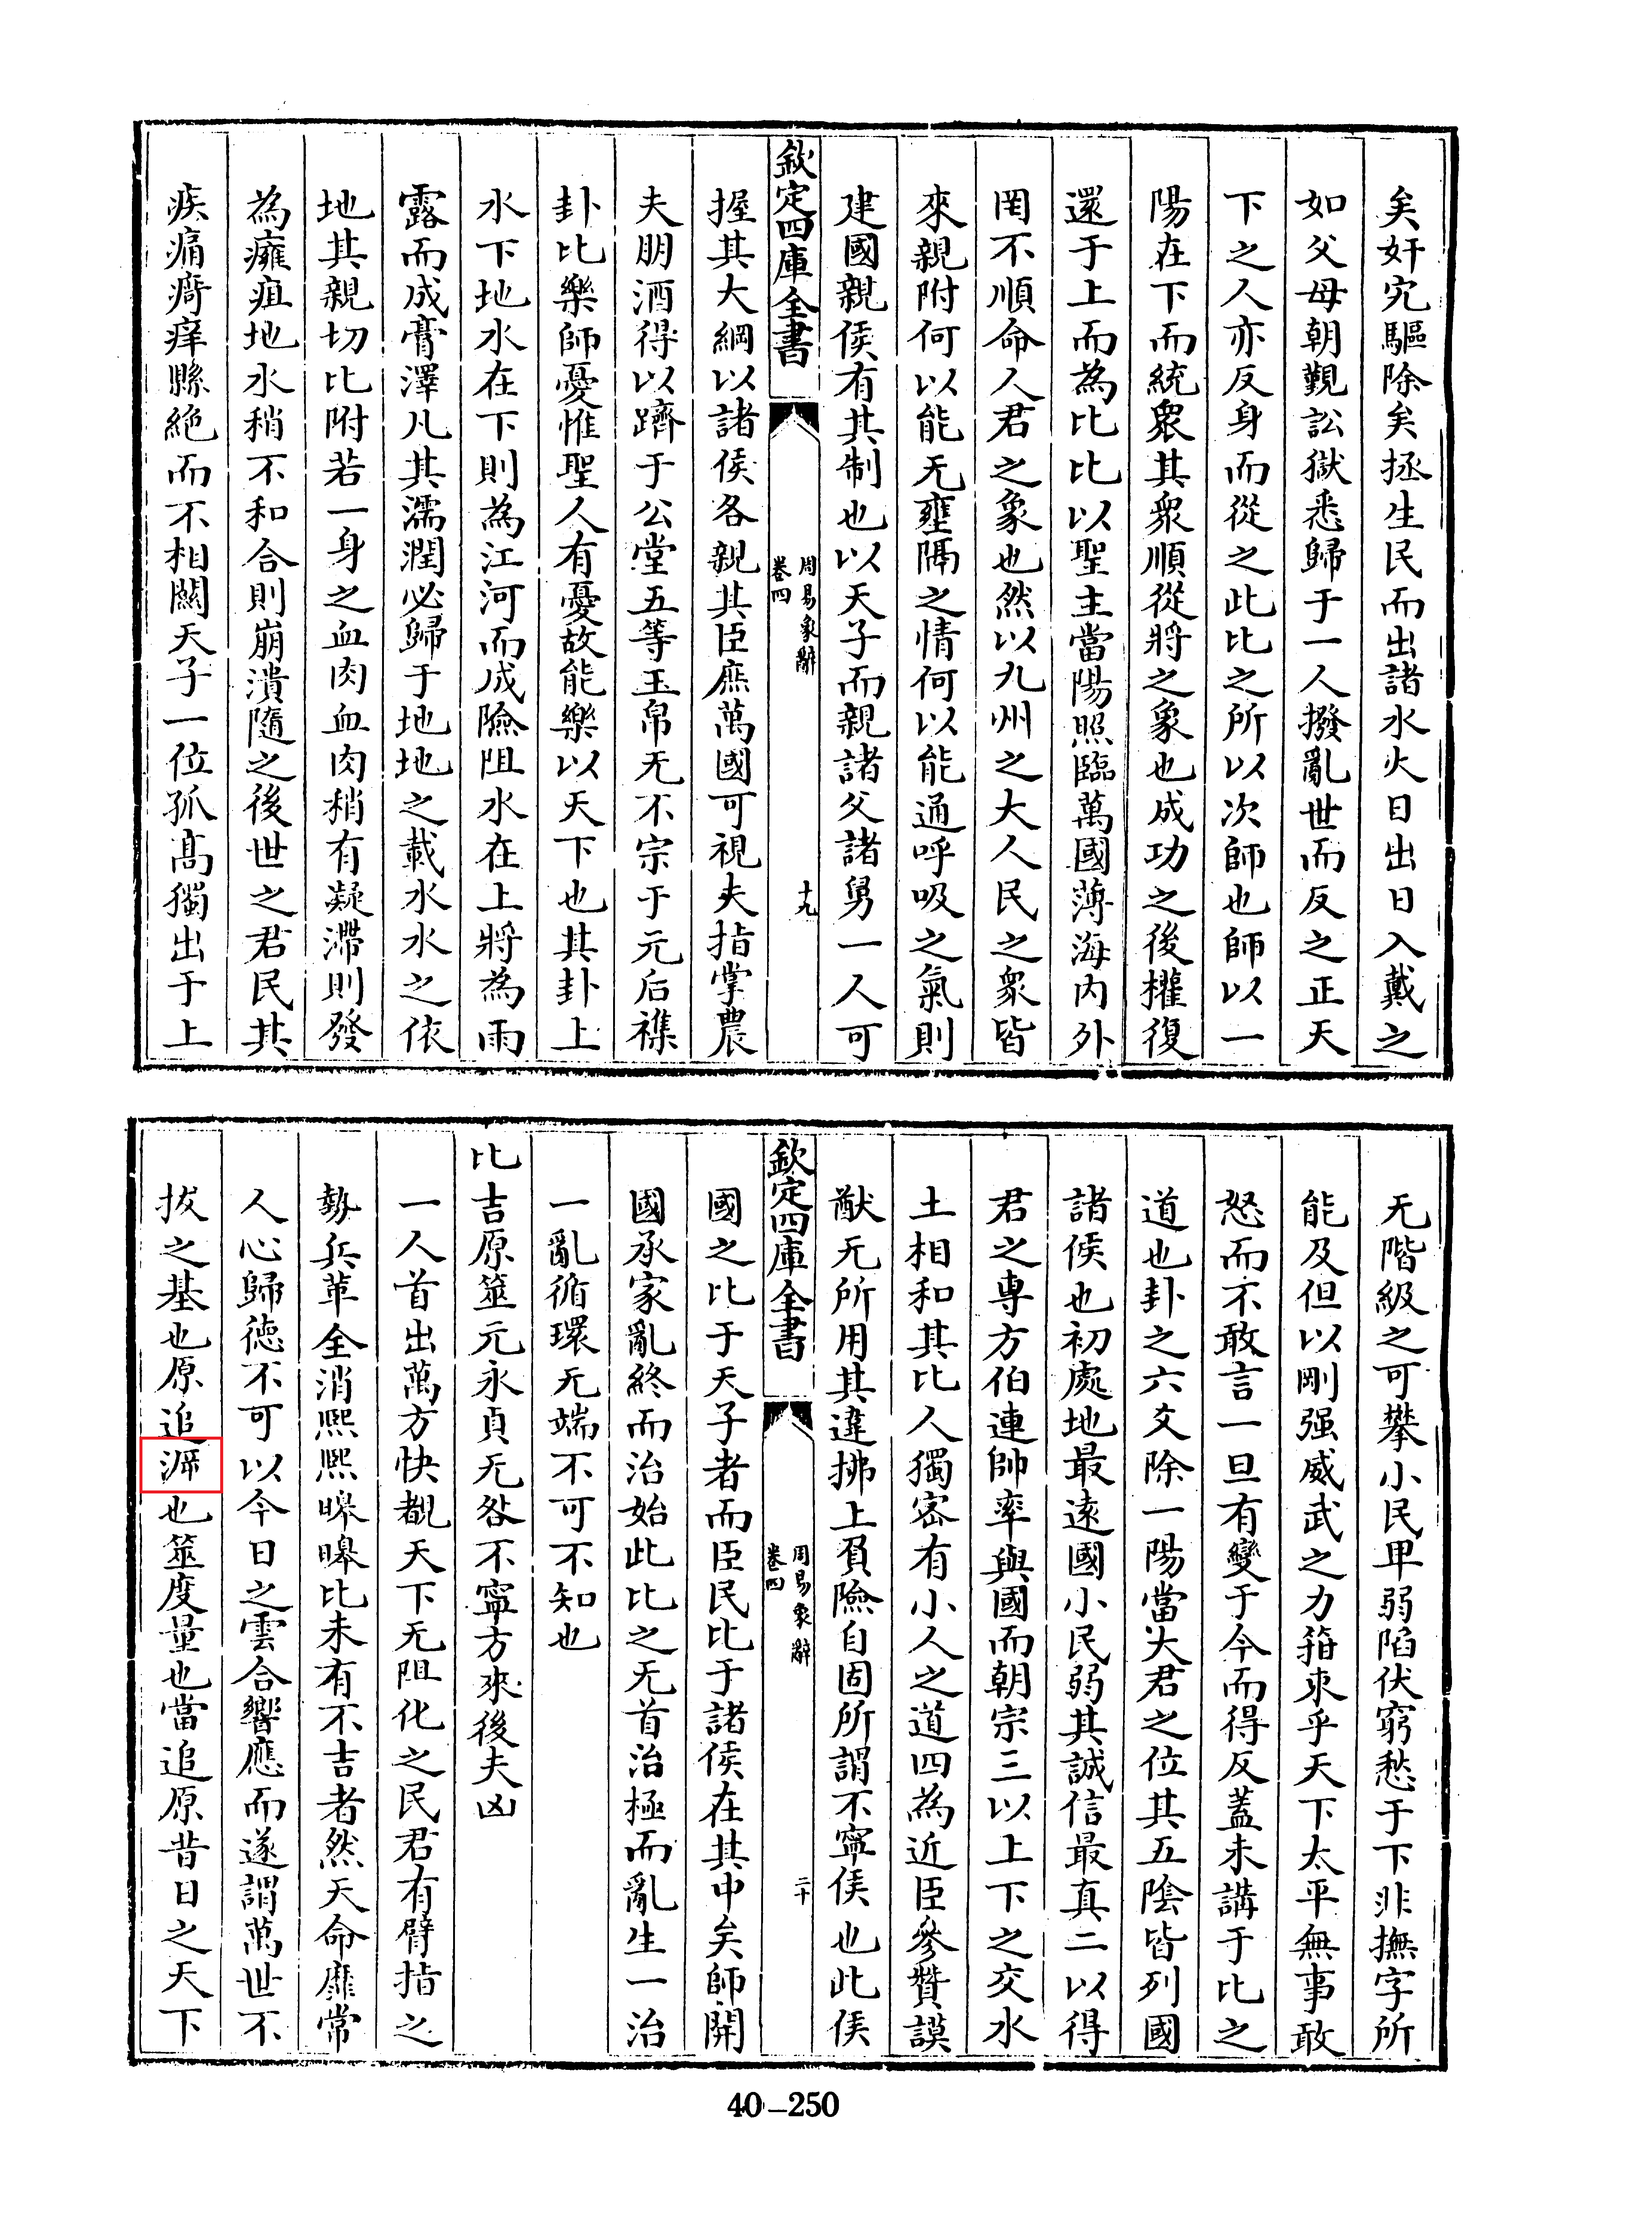 矣奸宄驅除矣拯生民而出諸水火日出日入戴之
如父母朝覲訟獄悉歸于一人撥亂世而反之正天
下之人亦反身而從之此比之所以次師也師以一
陽在下而統衆其衆順從將之象也成功之後權復
還于上而為比比以聖主當陽照臨萬國薄海内外
罔不順命人君之象也然以九州之大人民之衆皆
來親附何以能无壅隔之情何以能通呼吸之氣則
建國親侯有其制也以天子而親諸父諸舅一人可
欽定四庫全書
周易象辭
卷四
十九
握其大綱以諸侯各親其臣庶萬國可視夫指掌農
夫朋酒得以躋于公堂五等玉帛无不宗于元后襍
卦比樂師憂惟聖人有憂故能樂以天下也其卦上
水下地水在下則為江河而成險阻水在上將為雨
露而成膏澤凡其濡潤必歸于地地之載水水之依
地其親切比附若一身之血肉血肉稍有凝滯則發
為癰疽地水稍不和合則崩潰隨之後世之君民其
疾痛痾痒縣絶而不相關天子一位孤髙獨出于上
无階級之可攀小民卑弱陷伏窮愁于下非撫字所
能及但以剛强威武之力箝束乎天下太平無事敢
怒而不敢言一旦有變于今而得反蓋未講于比之
道也卦之六爻除一陽當大君之位其五陰皆列國
諸侯也初處地最遠國小民弱其誠信最真二以得
君之專方伯連帥率與國而朝宗三以上下之交水
土相和其比人獨密有小人之道四為近臣參贊謨
猷无所用其違拂上負險自固所謂不寧侯也此侯
欽定四庫全書
周易象辭
卷四
二十
國之比于天子者而臣民比于諸侯在其中矣師開
國承家亂終而治始此比之无首治極而亂生一治
一亂循環无端不可不知也
比吉原筮元永貞无咎不寧方來後夫凶
一人首出萬方快覩天下无阻化之民君有臂指之
勢兵革全消熙熙皞皞比未有不吉者然天命靡常
人心歸徳不可以今日之雲合響應而遂謂萬世不
拔之基也原追遡也筮度量也當追原昔日之天下
40-250